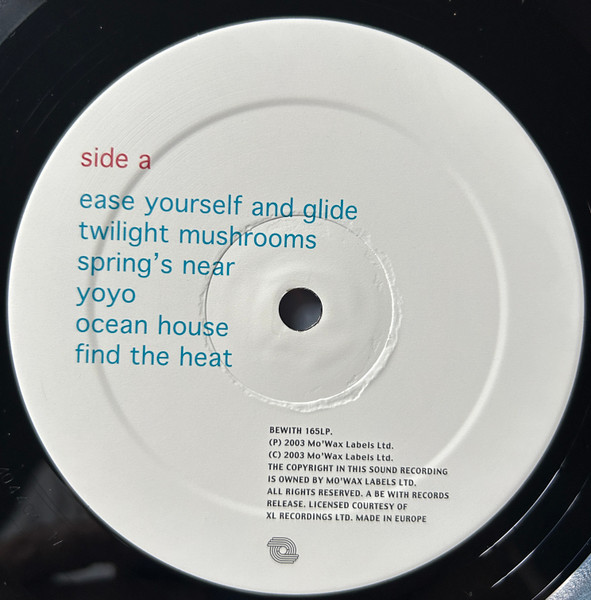 side a
ease yourself and glide
twilight mushrooms
spring's near
yoyo
ocean house
find the heat
BEWITH 165LP.
(P) 2003 Mo'Wax Labels Ltd.
(C) 2003 Mo'Wax Labels Ltd.
THE COPYRIGHT IN THIS SOUND RECORDING
IS OWNED BY MO'WAX LABELS LTD.
ALL RIGHTS RESERVED. A BE WITH RECORDS
RELEASE. LICENSED COURTESY OF
XL RECORDINGS LTD. MADE IN EUROPE